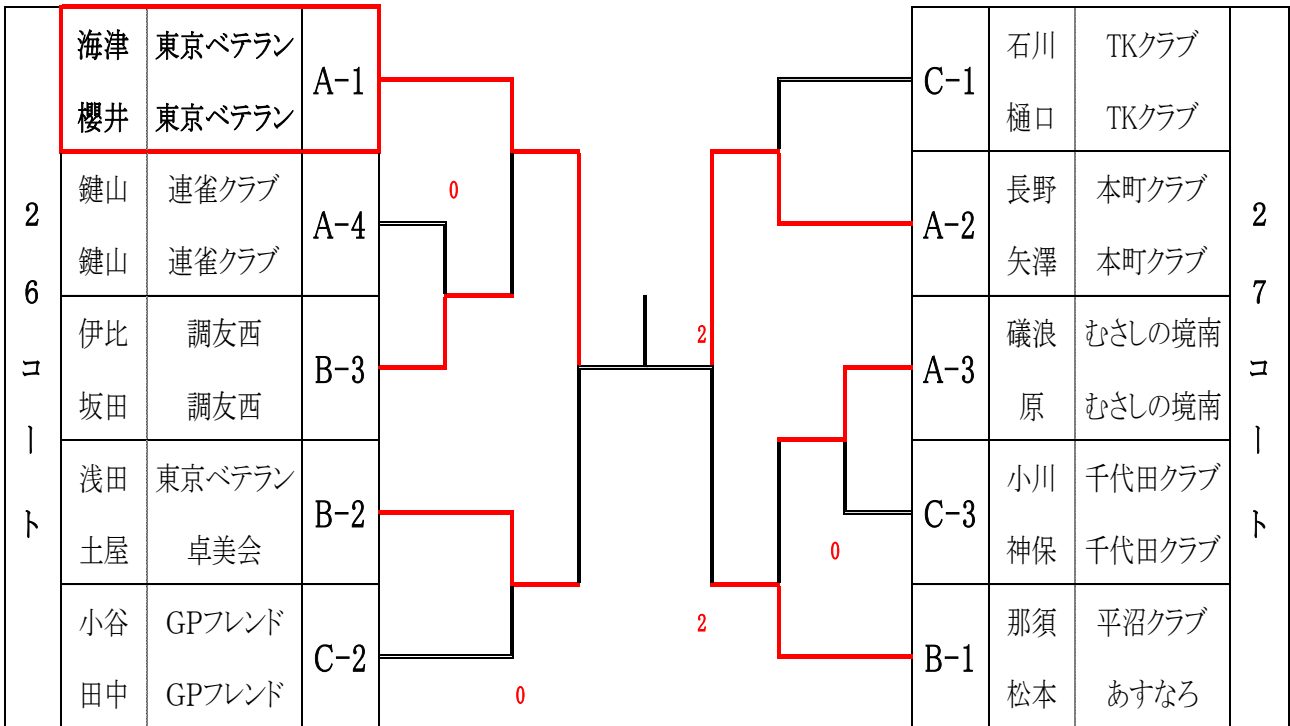 26コート
海津 東京ベテラン
櫻井 東京ベテラン
A-1
鍵山 連雀クラブ
鍵山 連雀クラブ
A-4
伊比 調友西
坂田 調友西
B-3
浅田 東京ベテラン
土屋 卓美会
B-2
小谷 GPフレンド
田中 GPフレンド
C-2
0
0
2
2
0
C-1
石川 TKクラブ
樋口 TKクラブ
A-2
長野 本町クラブ
矢澤 本町クラブ
A-3
礒浪 むさしの境南
原 むさしの境南
C-3
小川 千代田クラブ
神保 千代田クラブ
B-1
那須 平沼クラブ
松本 あすなろ
27コート